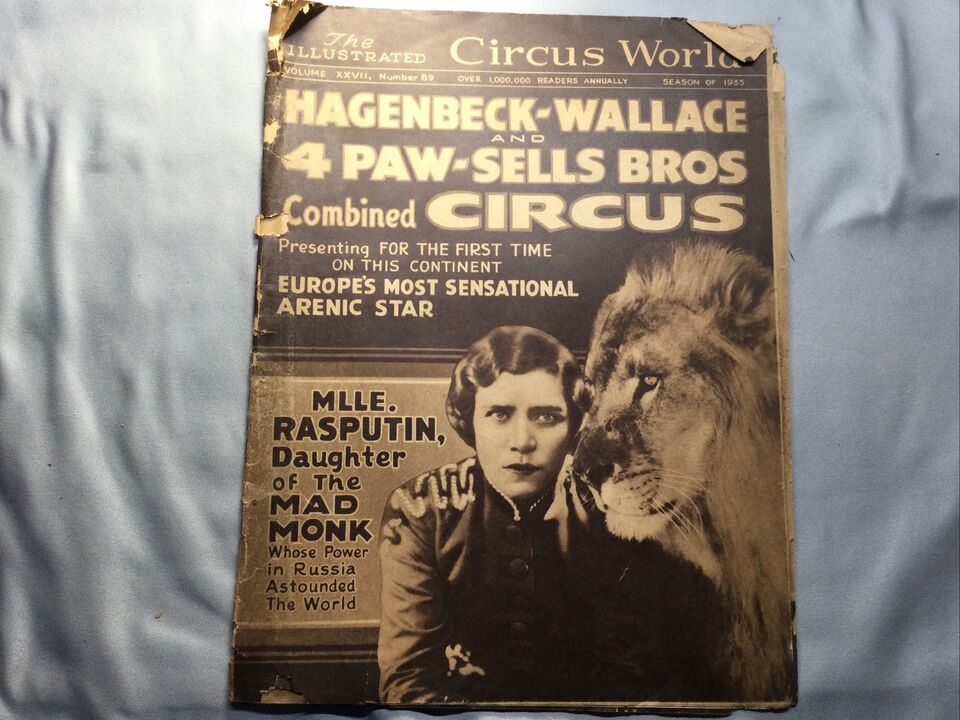 The
ILLUSTRATED Circus World
VOLUME XXVII, Number 89 OVER 1,000,000 READERS ANNUALLY SEASON OF 1935
HAGENBECK-WALLACE
AND
4 PAW-SELLS BROS
Combined CIRCUS
Presenting FOR THE FIRST TIME
ON THIS CONTINENT
EUROPE'S MOST SENSATIONAL
ARENIC STAR
MLLE.
RASPUTIN,
Daughter
of The
MAD
MONK
Whose Power
in Russia
Astounded
The World